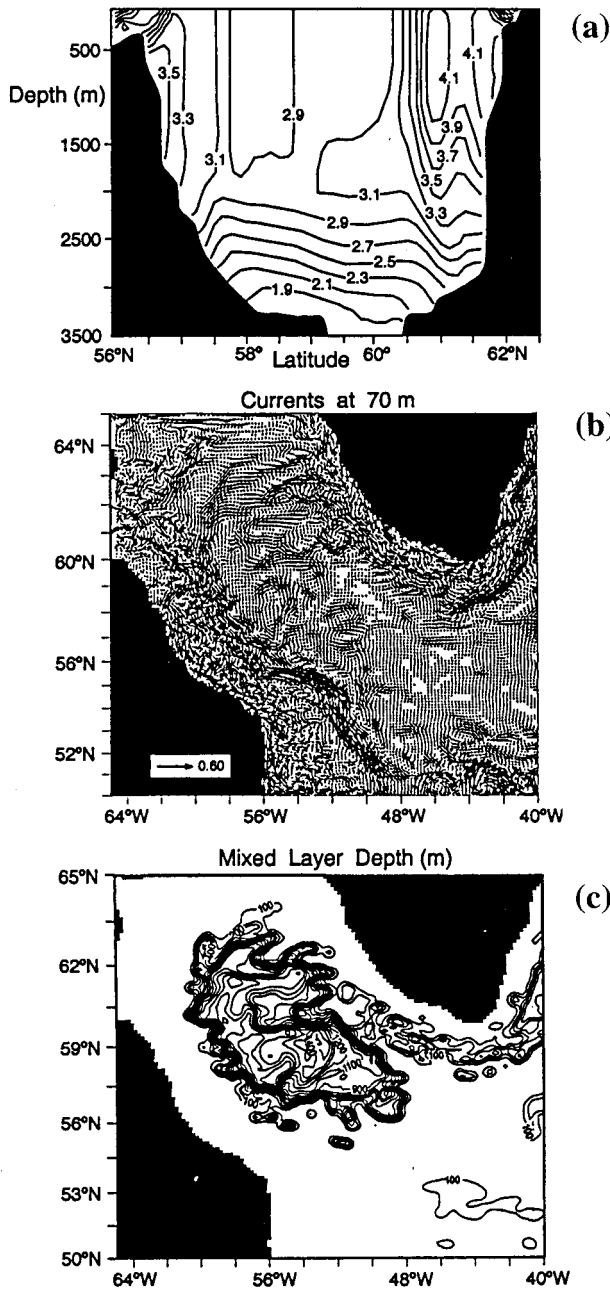 (a)
500
Depth (m)
1500
2500
3500
3.5
3.3
3.1
2.9
4.1
4.1
3.9
3.7
3.5
3.3
3.1
2.9
2.7
2.5
2.3
2.1
1.9
56°N 58° 60° 62°N
Latitude
Currents at 70 m
(b)
64°N
60°N
56°N
52°N
0.60
64°W 56°W 48°W 40°W
Mixed Layer Depth (m)
(c)
65°N
62°N
59°N
56°N
53°N
50°N
100
1100
800
100
100
100
64°W 56°W 48°W 40°W